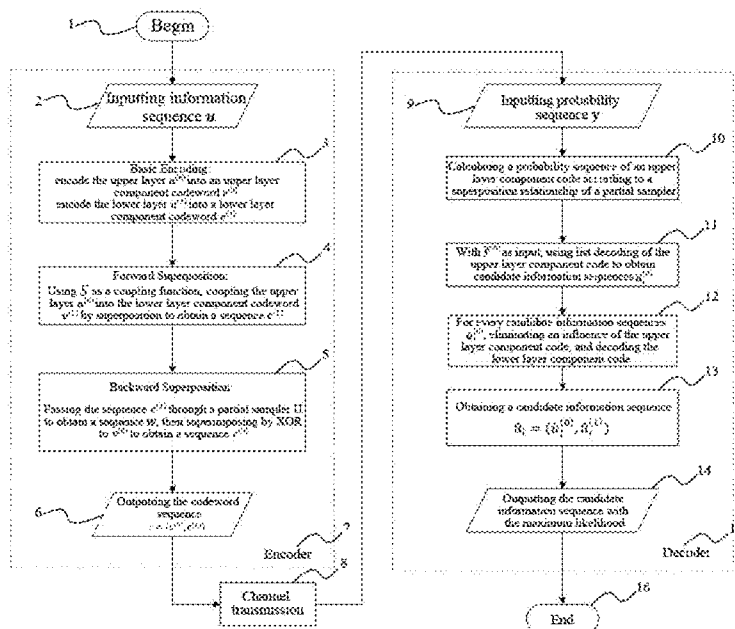 1
Begin
2
Inputting information
sequence u
3
Basic Encoding:
encode the upper layer u⁽⁰⁾ into an upper layer
component codeword v⁽⁰⁾
encode the lower layer u⁽¹⁾ into a lower layer
component codeword v⁽¹⁾
4
Forward Superposition:
Using S as a coupling function, coupling the upper
layer u⁽⁰⁾ into the lower layer component codeword
v⁽¹⁾ by superposition to obtain a sequence c⁽¹⁾
5
Backward Superposition:
Passing the sequence c⁽¹⁾ through a partial sampler U
to obtain a sequence w, then superimposing by XOR
to v⁽⁰⁾ to obtain a sequence c⁽⁰⁾
6
Outputting the codeword
sequence
7
Encoder
8
Channel
transmission
9
Inputting probability
sequence y
10
Calculating a probability sequence of an upper
layer component code according to a
superposition relationship of a partial sampler
11
With as input, using list decoding of the
upper layer component code to obtain
candidate information sequences
12
For every candidate information sequences
, eliminating an influence of the upper
layer component code, and decoding the
lower layer component code
13
Obtaining a candidate information sequence
û_l = (û_l⁽⁰⁾, û_l⁽¹⁾)
14
Outputting the candidate
information sequence with
the maximum likelihood
Decoder
16
End